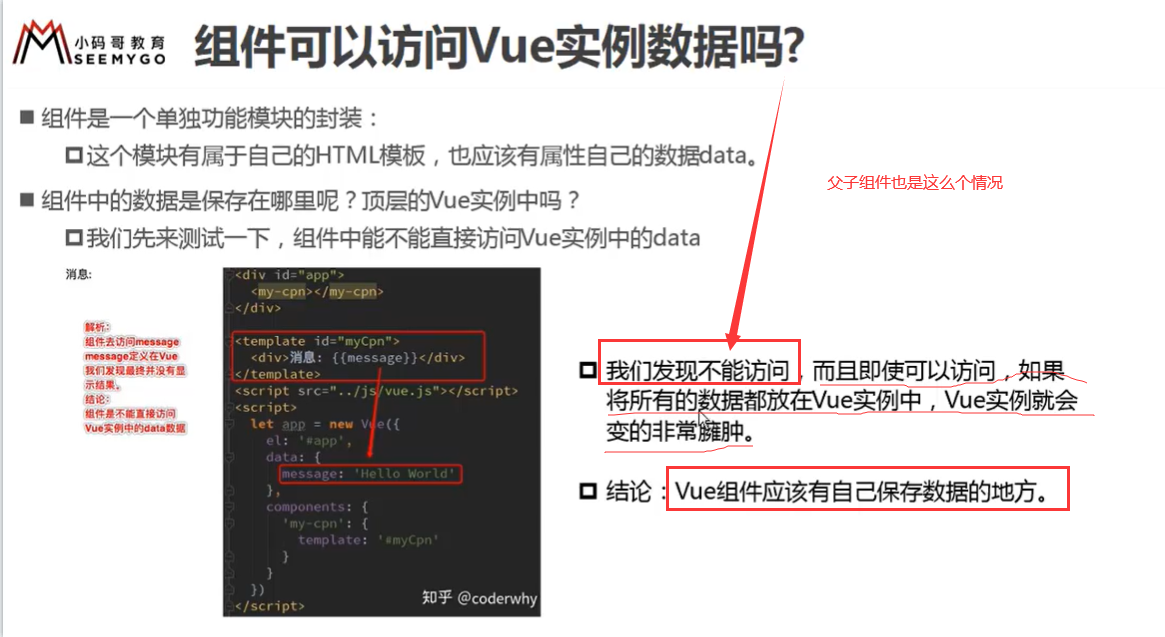 小码哥教育
SEEMYGO
组件可以访问Vue实例数据吗?
组件是一个单独功能模块的封装：
这个模块有属于自己的HTML模板，也应该有属性自己的数据data。
父子组件也是这么个情况
组件中的数据是保存在哪里呢？顶层的Vue实例中吗？
我们先来测试一下，组件中能不能直接访问Vue实例中的data
消息:
解析:
组件去访问message
message定义在Vue
我们发现最终并没有显
示结果。
结论:
组件是不能直接访问
Vue实例中的data数据
<div id="app">
<my-cpn></my-cpn>
</div>
<template id="myCpn">
<div>消息: {{message}}</div>
</template>
<script src="../js/vue.js"></script>
<script>
let app = new Vue({
el: '#app',
data: {
message: 'Hello World'
},
components: {
'my-cpn': {
template: '#myCpn'
}
}
})
</script>
知乎 @coderwhy
我们发现不能访问，而且即使可以访问，如果
将所有的数据都放在Vue实例中，Vue实例就会
变的非常臃肿。
结论：Vue组件应该有自己保存数据的地方。